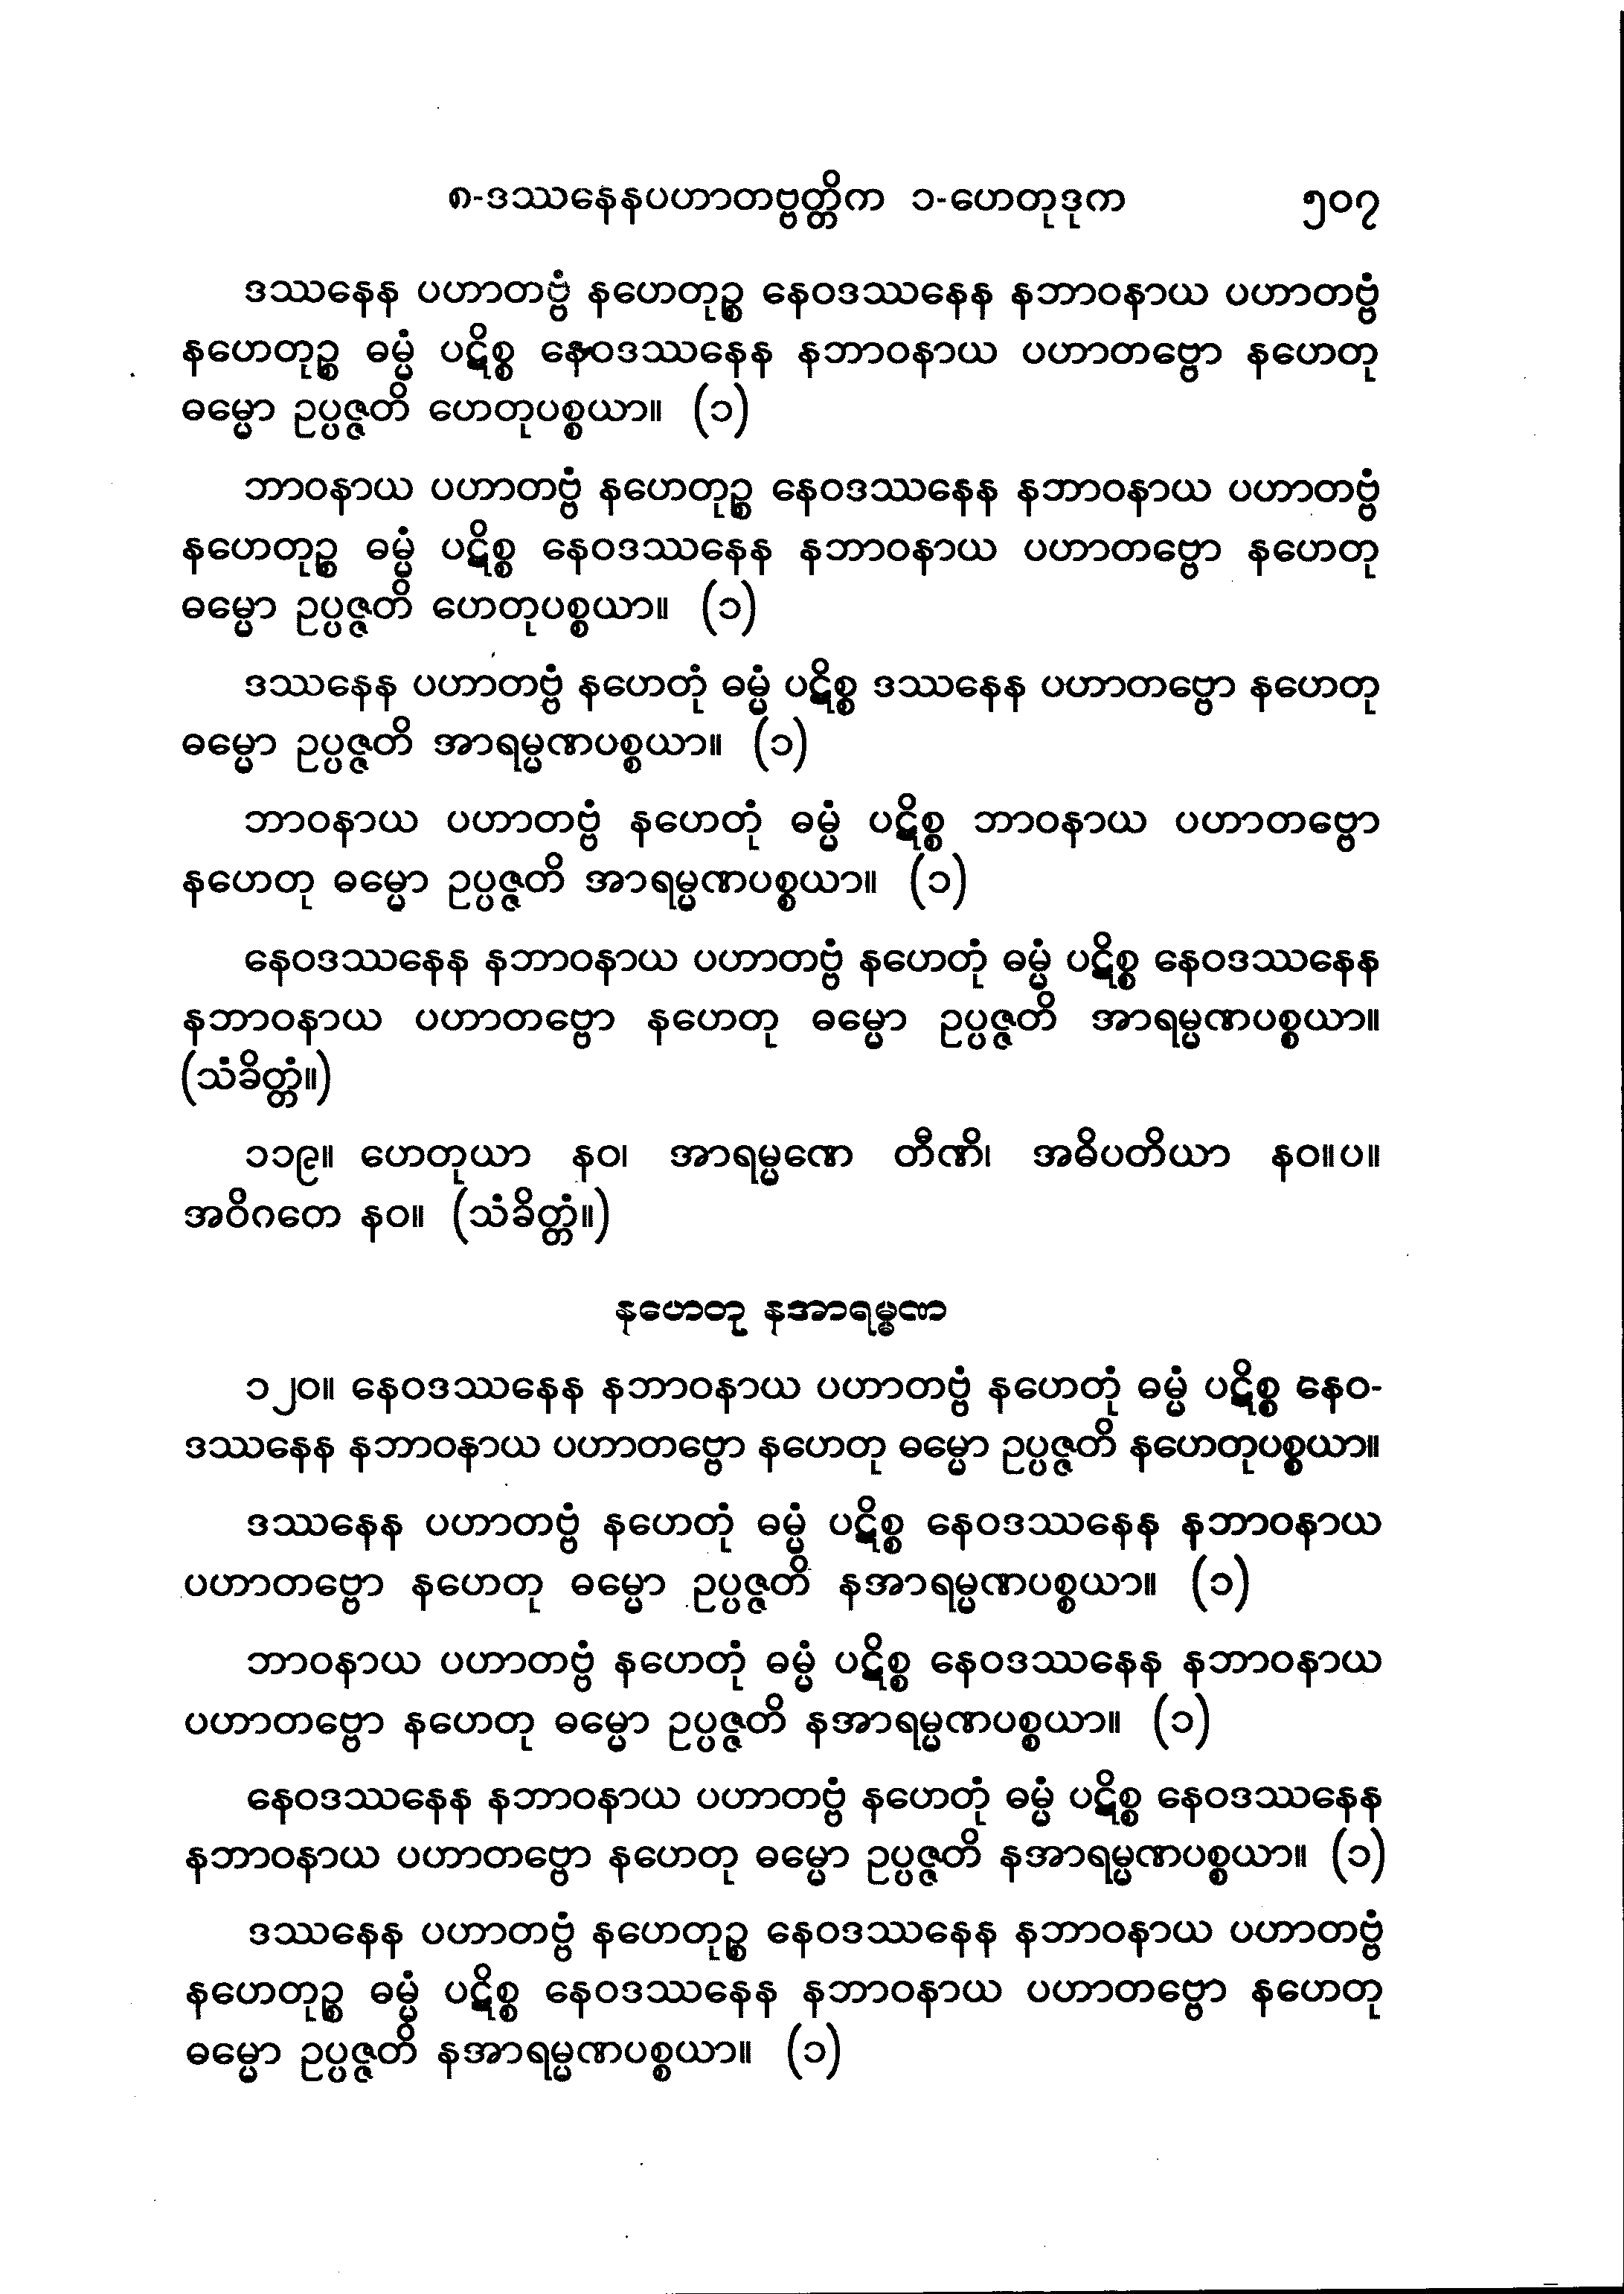 ၈-ဒဿနေနပဟာတဗ္ဗတ္တိက ၁-ဟေတုဒုက ၅၀၇
ဒဿနေန ပဟာတဗ္ဗံ နဟေတုဉ္စ နေဝဒဿနေန နဘာဝနာယ ပဟာတဗ္ဗံ
နဟေတုဉ္စ ဓမ္မံ ပဋိစ္စ နေဝဒဿနေန နဘာဝနာယ ပဟာတဗ္ဗော နဟေတု
ဓမ္မော ဥပ္ပဇ္ဇတိ ဟေတုပစ္စယာ။ (၁)
ဘာဝနာယ ပဟာတဗ္ဗံ နဟေတုဉ္စ နေဝဒဿနေန နဘာဝနာယ ပဟာတဗ္ဗံ
နဟေတုဉ္စ ဓမ္မံ ပဋိစ္စ နေဝဒဿနေန နဘာဝနာယ ပဟာတဗ္ဗော နဟေတု
ဓမ္မော ဥပ္ပဇ္ဇတိ ဟေတုပစ္စယာ။ (၁)
ဒဿနေန ပဟာတဗ္ဗံ နဟေတုံ ဓမ္မံ ပဋိစ္စ ဒဿနေန ပဟာတဗ္ဗော နဟေတု
ဓမ္မော ဥပ္ပဇ္ဇတိ အာရမ္မဏပစ္စယာ။ (၁)
ဘာဝနာယ ပဟာတဗ္ဗံ နဟေတုံ ဓမ္မံ ပဋိစ္စ ဘာဝနာယ ပဟာတဗ္ဗော
နဟေတု ဓမ္မော ဥပ္ပဇ္ဇတိ အာရမ္မဏပစ္စယာ။ (၁)
နေဝဒဿနေန နဘာဝနာယ ပဟာတဗ္ဗံ နဟေတုံ ဓမ္မံ ပဋိစ္စ နေဝဒဿနေန
နဘာဝနာယ ပဟာတဗ္ဗော နဟေတု ဓမ္မော ဥပ္ပဇ္ဇတိ အာရမ္မဏပစ္စယာ။
(သံခိတ္တံ။)
၁၁၉။ ဟေတုယာ နဝ၊ အာရမ္မဏေ တီဏိ၊ အဓိပတိယာ နဝ။ပ။
အဝိဂတေ နဝ။ (သံခိတ္တံ။)
နဟေတု နအာရမ္မဏ
၁၂၀။ နေဝဒဿနေန နဘာဝနာယ ပဟာတဗ္ဗံ နဟေတုံ ဓမ္မံ ပဋိစ္စ နေဝ-
ဒဿနေန နဘာဝနာယ ပဟာတဗ္ဗော နဟေတု ဓမ္မော ဥပ္ပဇ္ဇတိ နဟေတုပစ္စယာ။
ဒဿနေန ပဟာတဗ္ဗံ နဟေတုံ ဓမ္မံ ပဋိစ္စ နေဝဒဿနေန နဘာဝနာယ
ပဟာတဗ္ဗော နဟေတု ဓမ္မော ဥပ္ပဇ္ဇတိ နအာရမ္မဏပစ္စယာ။ (၁)
ဘာဝနာယ ပဟာတဗ္ဗံ နဟေတုံ ဓမ္မံ ပဋိစ္စ နေဝဒဿနေန နဘာဝနာယ
ပဟာတဗ္ဗော နဟေတု ဓမ္မော ဥပ္ပဇ္ဇတိ နအာရမ္မဏပစ္စယာ။ (၁)
နေဝဒဿနေန နဘာဝနာယ ပဟာတဗ္ဗံ နဟေတုံ ဓမ္မံ ပဋိစ္စ နေဝဒဿနေန
နဘာဝနာယ ပဟာတဗ္ဗော နဟေတု ဓမ္မော ဥပ္ပဇ္ဇတိ နအာရမ္မဏပစ္စယာ။ (၁)
ဒဿနေန ပဟာတဗ္ဗံ နဟေတုဉ္စ နေဝဒဿနေန နဘာဝနာယ ပဟာတဗ္ဗံ
နဟေတုဉ္စ ဓမ္မံ ပဋိစ္စ နေဝဒဿနေန နဘာဝနာယ ပဟာတဗ္ဗော နဟေတု
ဓမ္မော ဥပ္ပဇ္ဇတိ နအာရမ္မဏပစ္စယာ။ (၁)